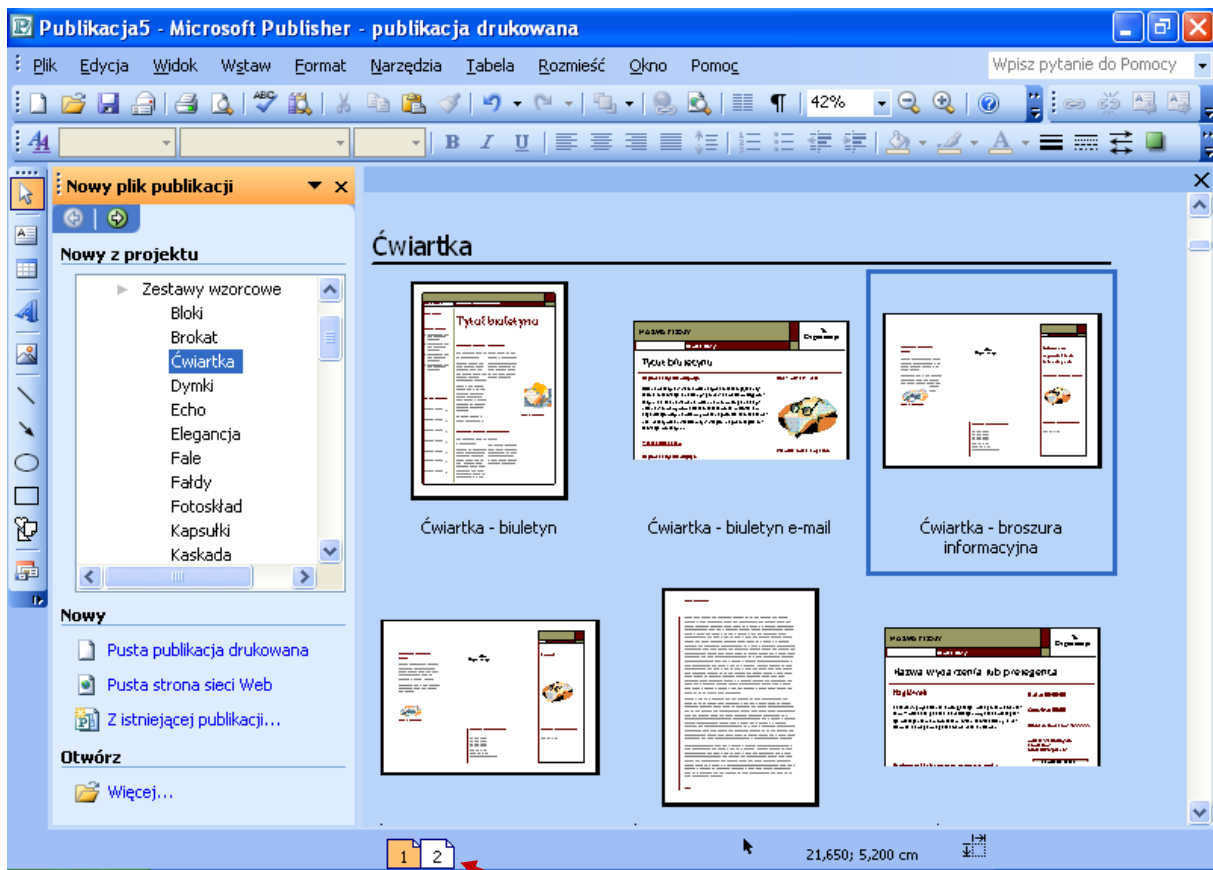 Publikacja5 - Microsoft Publisher - publikacja drukowana
Plik Edycja Widok Wstaw Format Narzędzia Tabela Rozmieść Okno Pomoc Wpisz pytanie do Pomocy
42%
B I U
Nowy plik publikacji
Nowy z projektu
Zestawy wzorcowe
Bloki
Brokat
Ćwiartka
Dymki
Echo
Elegancja
Fale
Fałdy
Fotoskład
Kapsułki
Kaskada
Nowy
Pusta publikacja drukowana
Pusta strona sieci Web
Z istniejącej publikacji...
Otwórz
Więcej...
Ćwiartka
Tytuł biuletynu
Tytuł biuletynu
Ćwiartka - biuletyn
Ćwiartka - biuletyn e-mail
Ćwiartka - broszura
informacyjna
Nazwa wydarzenia lub prelegenta
1 2
21,650; 5,200 cm